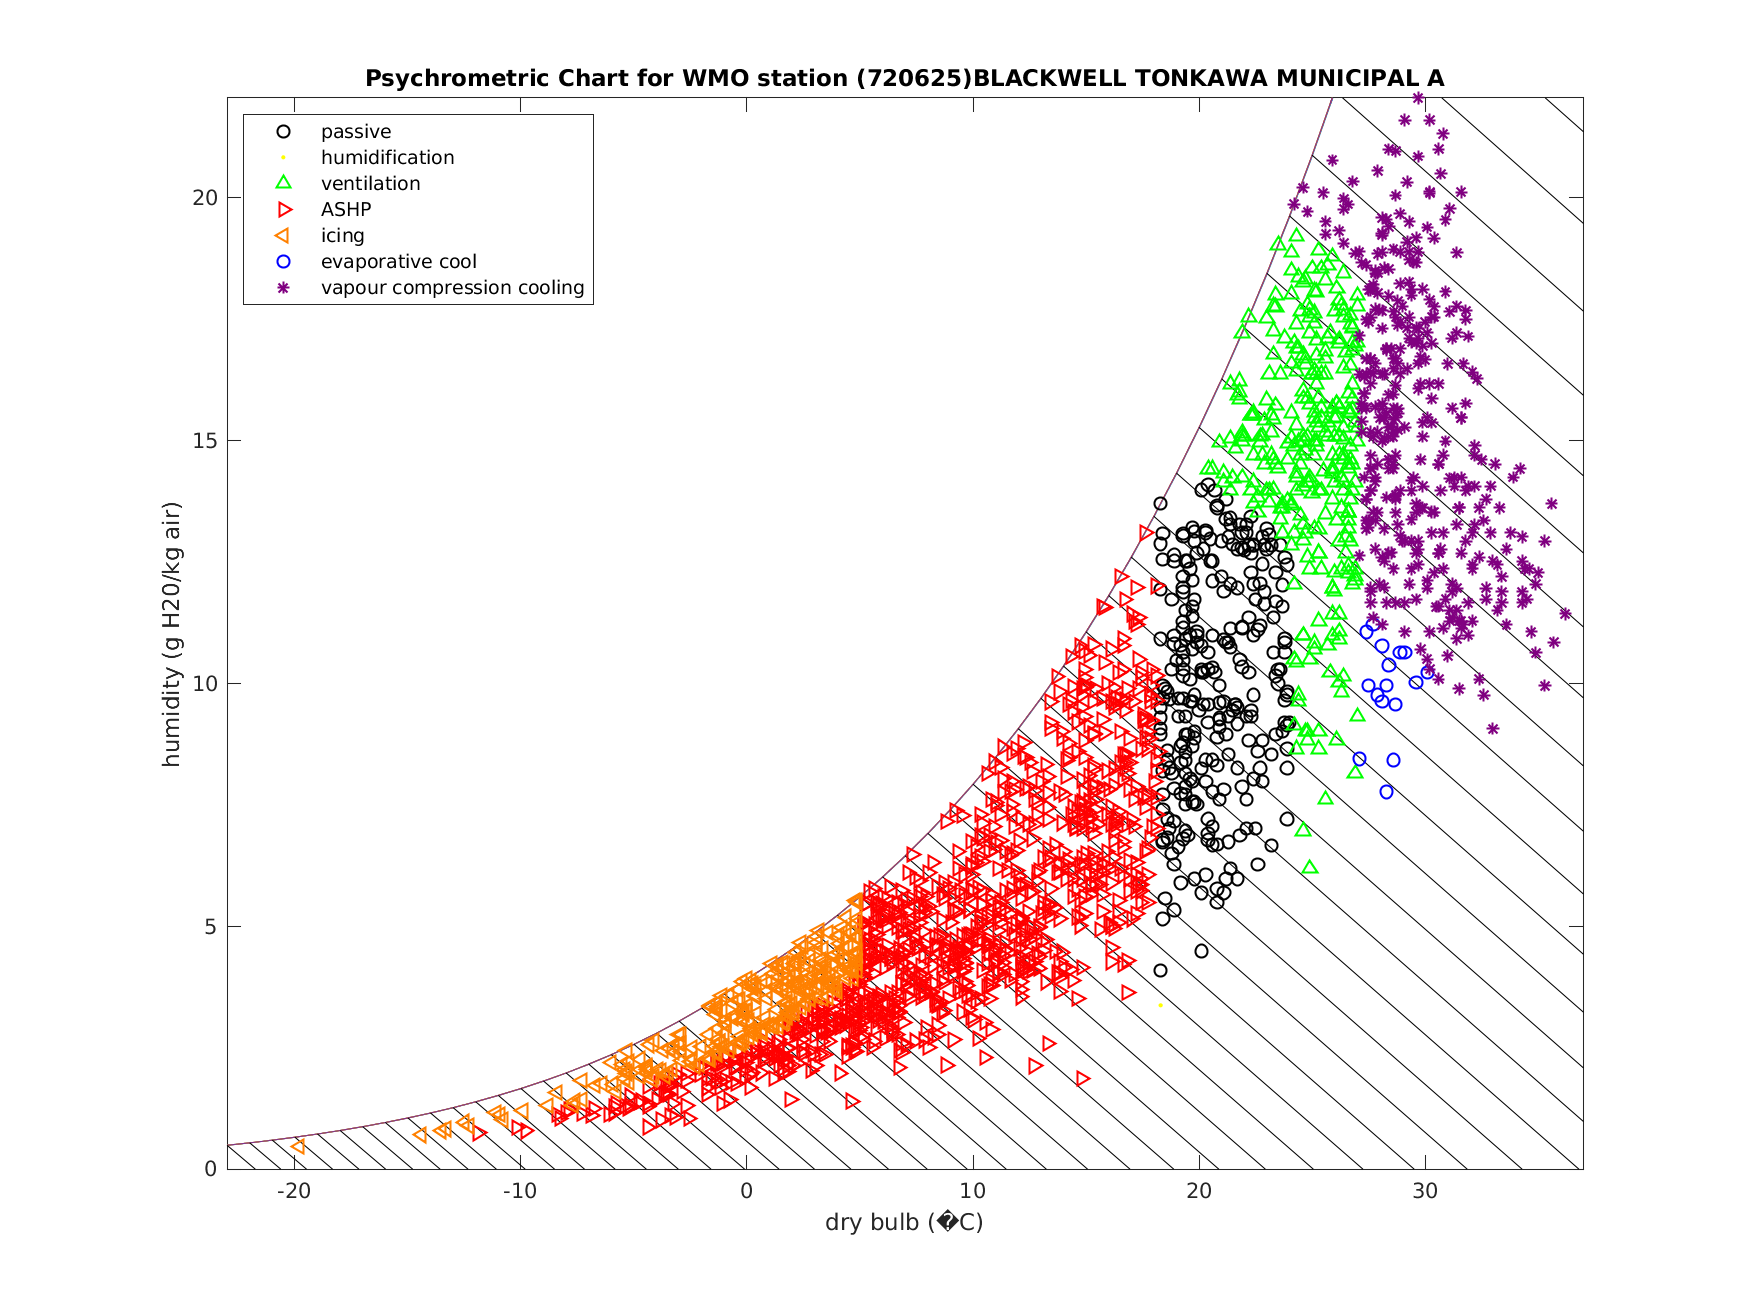 Psychrometric Chart for WMO station (720625)BLACKWELL TONKAWA MUNICIPAL A
passive
humidification
ventilation
ASHP
icing
evaporative cool
vapour compression cooling
20
15
10
5
0
humidity (g H20/kg air)
-20 -10 0 10 20 30
dry bulb (�C)